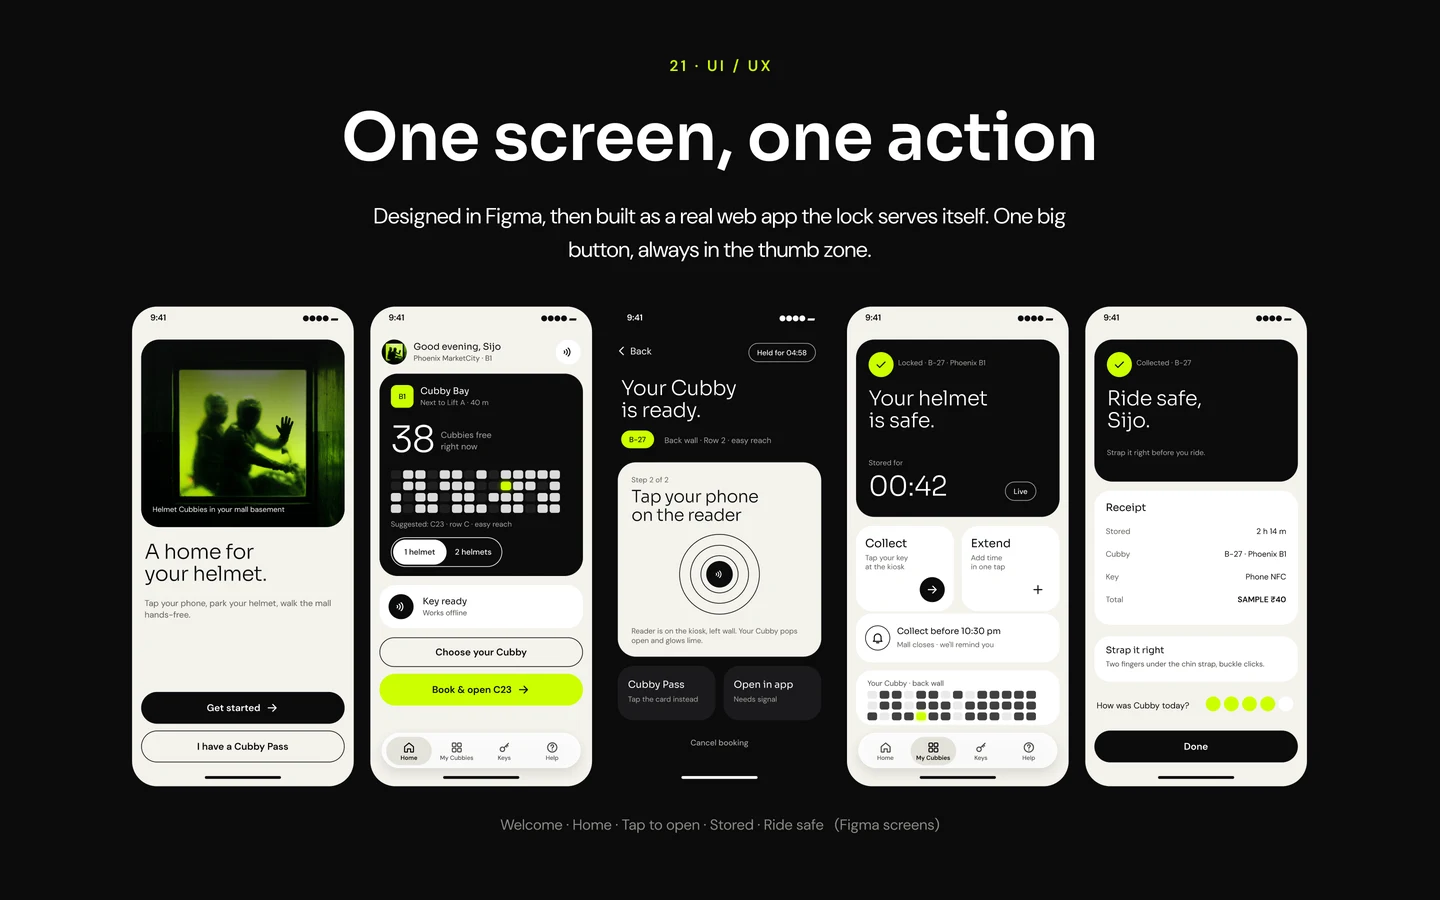 21 · UI / UX
One screen, one action
Designed in Figma, then built as a real web app the lock serves itself. One big
button, always in the thumb zone.
9:41
Helmet Cubbies in your mall basement
A home for
your helmet.
Tap your phone, park your helmet, walk the mall
hands-free.
Get started
I have a Cubby Pass
9:41
Good evening, Sijo
Phoenix MarketCity · B1
B1
Cubby Bay
Next to Lift A · 40 m
38
Cubbies free
right now
Suggested: C23 · row C · easy reach
1 helmet
2 helmets
Key ready
Works offline
Choose your Cubby
Book & open C23
Home
My Cubbies
Keys
Help
9:41
Back
Held for 04:58
Your Cubby
is ready.
B-27
Back wall · Row 2 · easy reach
Step 2 of 2
Tap your phone
on the reader
Reader is on the kiosk, left wall. Your Cubby pops
open and glows lime.
Cubby Pass
Tap the card instead
Open in app
Needs signal
Cancel booking
9:41
Locked · B-27 · Phoenix B1
Your helmet
is safe.
Stored for
00:42
Live
Collect
Tap your key
at the kiosk
Extend
Add time
in one tap
Collect before 10:30 pm
Mall closes · we'll remind you
Your Cubby · back wall
Home
My Cubbies
Keys
Help
9:41
Collected · B-27
Ride safe,
Sijo.
Strap it right before you ride.
Receipt
Stored 2 h 14 m
Cubby B-27 · Phoenix B1
Key Phone NFC
Total SAMPLE ₹40
Strap it right
Two fingers under the chin strap, buckle clicks.
How was Cubby today?
Done
Welcome · Home · Tap to open · Stored · Ride safe (Figma screens)